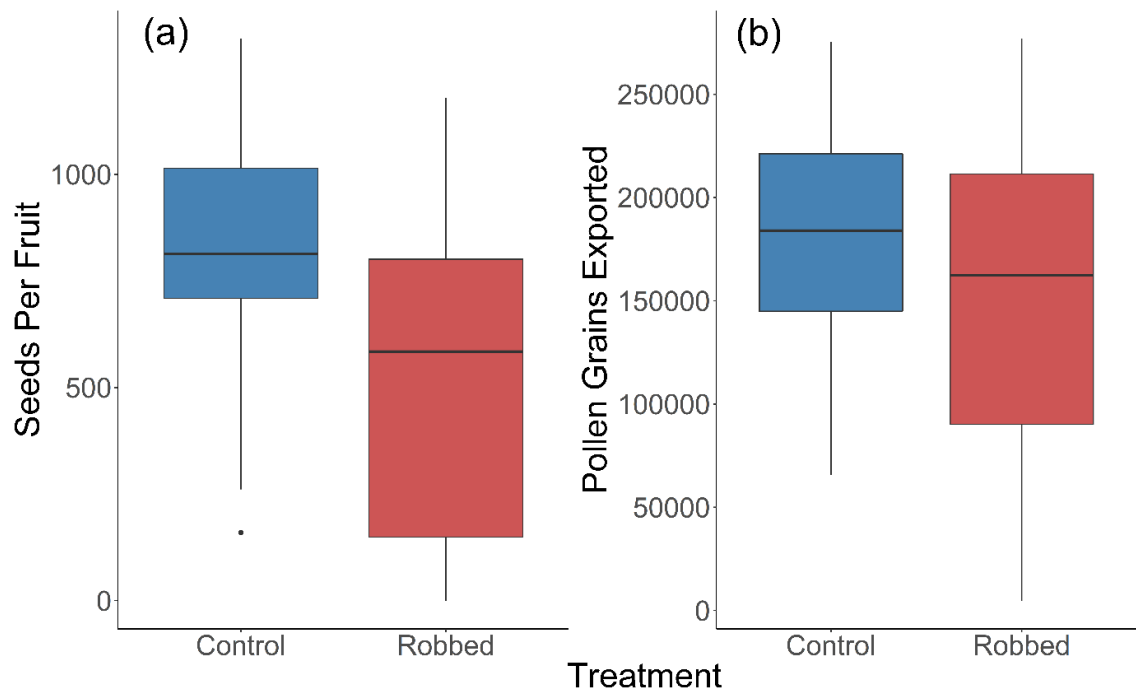 (a)
Seeds Per Fruit
1000
500
0
Control
Robbed
(b)
Pollen Grains Exported
250000
200000
150000
100000
50000
0
Control
Robbed
Treatment